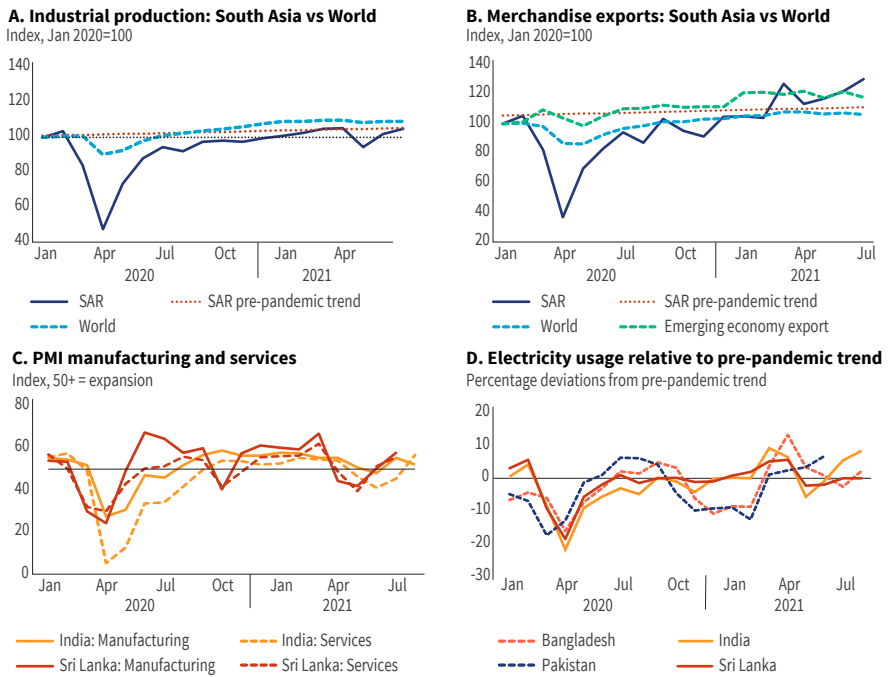 A. Industrial production: South Asia vs World
Index, Jan 2020=100
140
120
100
80
60
40
Jan Apr Jul Oct Jan Apr
2020 2021
SAR SAR pre-pandemic trend
World
B. Merchandise exports: South Asia vs World
Index, Jan 2020=100
140
120
100
80
60
40
20
Jan Apr Jul Oct Jan Apr Jul
2020 2021
SAR SAR pre-pandemic trend
World Emerging economy export
C. PMI manufacturing and services
Index, 50+ = expansion
80
60
40
20
0
Jan Apr Jul Oct Jan Apr Jul
2020 2021
India: Manufacturing India: Services
Sri Lanka: Manufacturing Sri Lanka: Services
D. Electricity usage relative to pre-pandemic trend
Percentage deviations from pre-pandemic trend
20
10
0
-10
-20
-30
Jan Apr Jul Oct Jan Apr Jul
2020 2021
Bangladesh India
Pakistan Sri Lanka